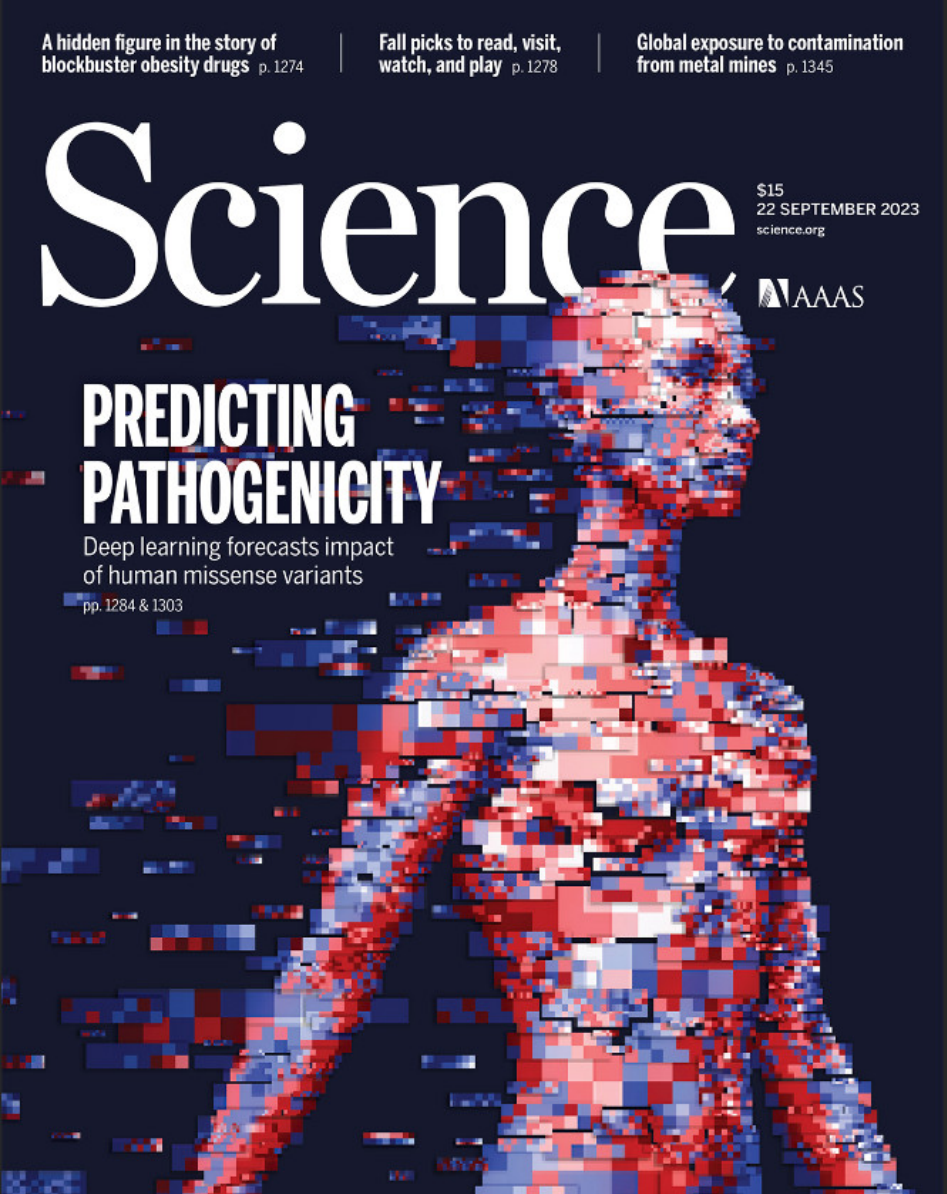 A hidden figure in the story of
blockbuster obesity drugs p. 1274
Fall picks to read, visit,
watch, and play p. 1278
Global exposure to contamination
from metal mines p. 1345
Science
$15
22 SEPTEMBER 2023
science.org
AAAS
PREDICTING
PATHOGENICITY
Deep learning forecasts impact
of human missense variants
pp. 1284 & 1303